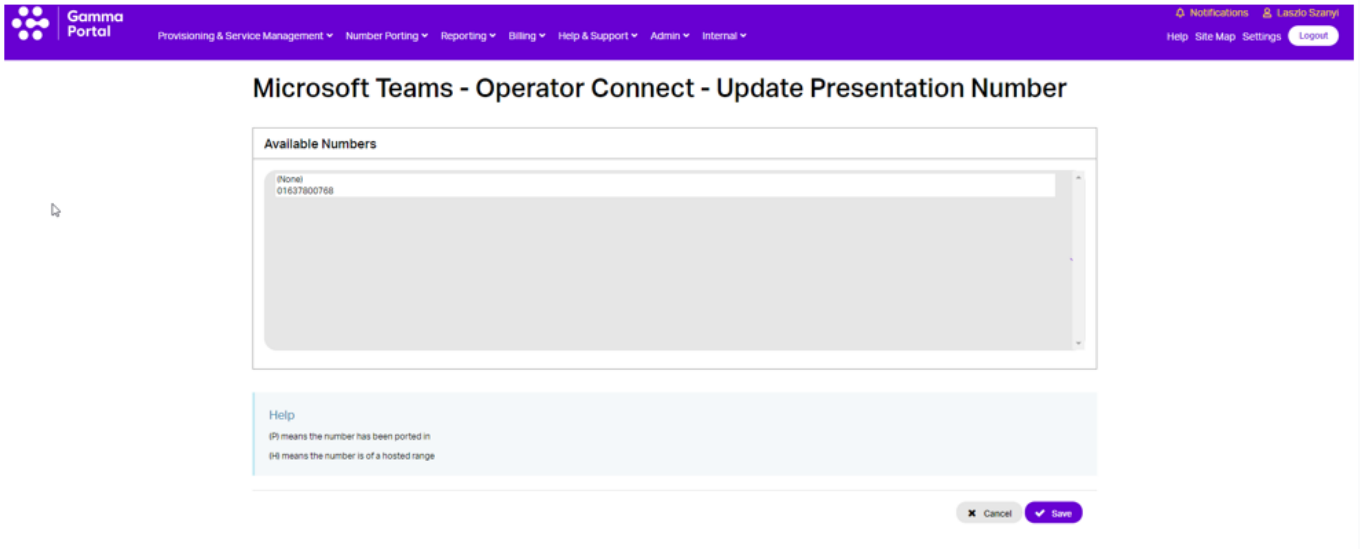 Gamma
Portal
Notifications Laszlo Szanyi
Provisioning & Service Management Number Porting Reporting Billing Help & Support Admin Internal
Help Site Map Settings Logout
Microsoft Teams - Operator Connect - Update Presentation Number
Available Numbers
(None)
01637800768
Help
(P) means the number has been ported in
(H) means the number is of a hosted range
Cancel Save